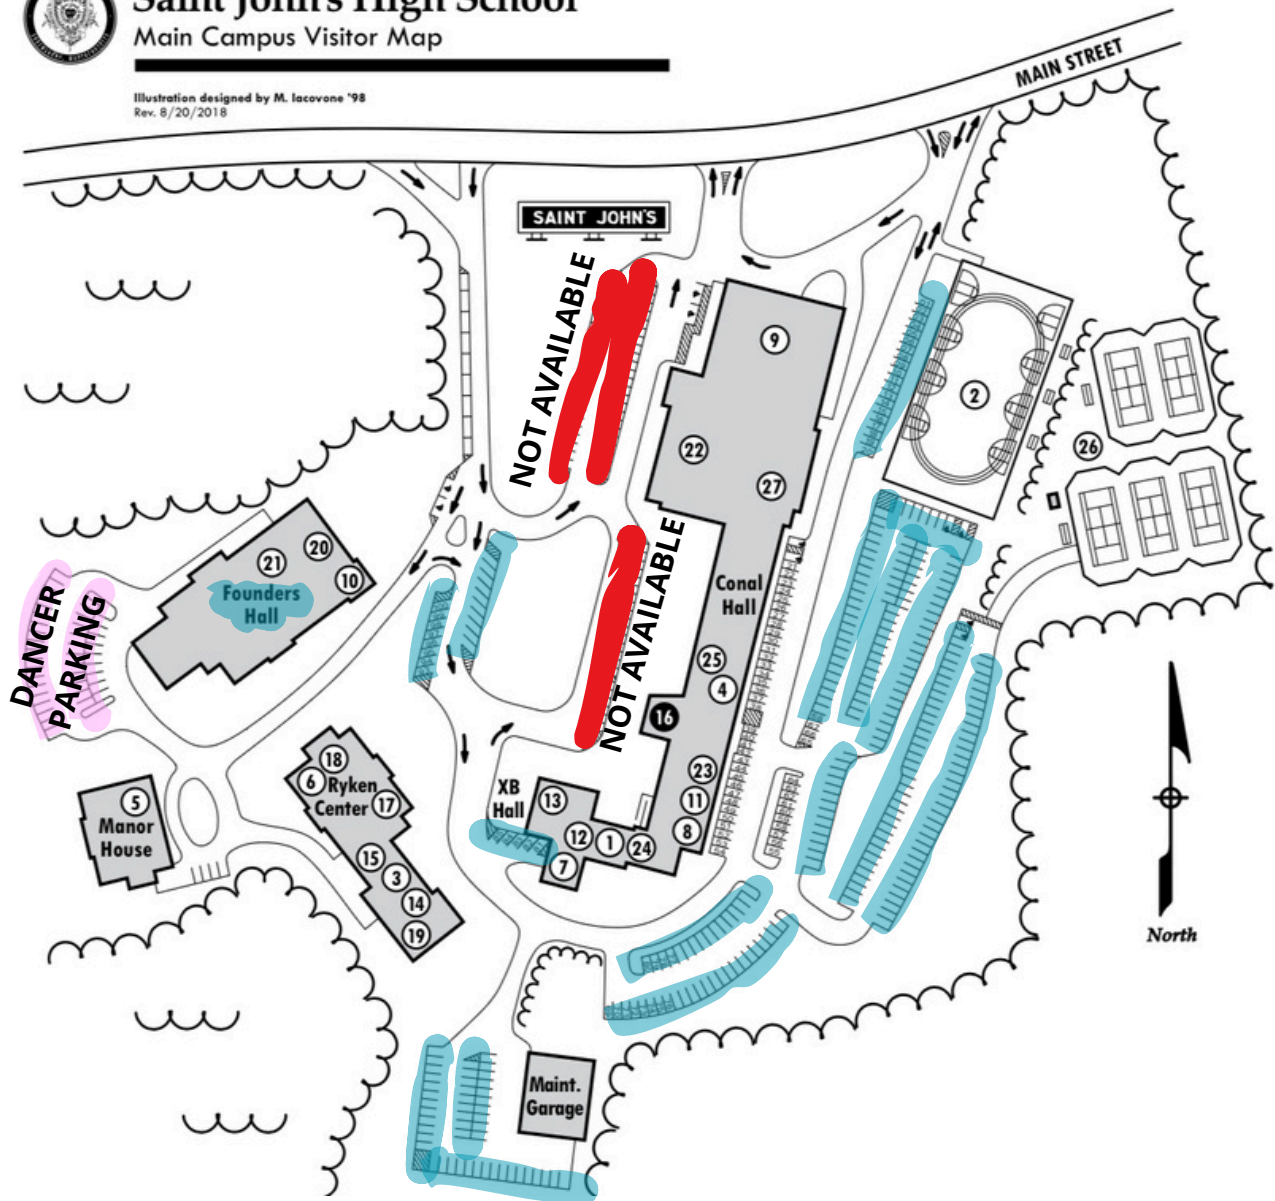 Saint John's High School
Main Campus Visitor Map
Illustration designed by M. Iacovone '98
Rev. 8/20/2018
MAIN STREET
SAINT JOHN'S
NOT AVAILABLE
9
2
26
22
27
20
21
10
Founders
Hall
DANCER
PARKING
Conal
Hall
NOT AVAILABLE
25
4
16
18
6
Ryken
Center
17
23
XB
Hall
13
11
5
Manor
House
12
1
24
8
7
15
3
14
19
North
Maint.
Garage